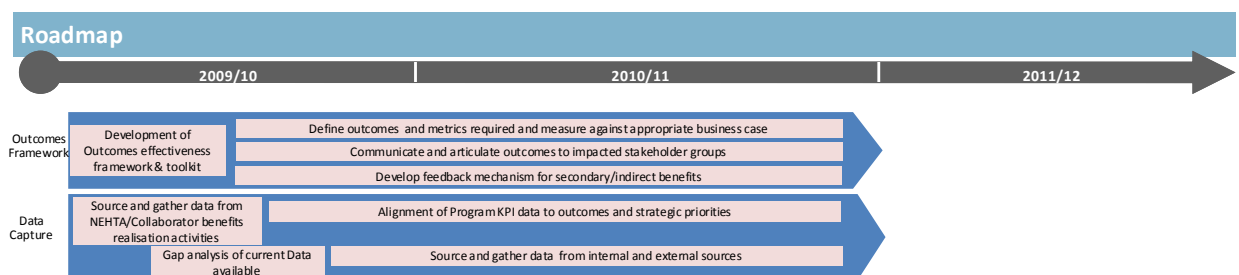 Roadmap
2009/10
2010/11
2011/12
Outcomes
Framework
Development of
Outcomes effectiveness
framework & toolkit
Define outcomes and metrics required and measure against appropriate business case
Communicate and articulate outcomes to impacted stakeholder groups
Develop feedback mechanism for secondary/indirect benefits
Data
Capture
Source and gather data from
NEHTA/Collaborator benefits
realisation activities
Alignment of Program KPI data to outcomes and strategic priorities
Gap analysis of current Data
available
Source and gather data from internal and external sources